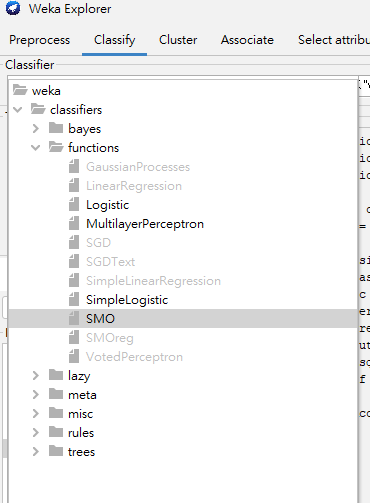 Weka Explorer
Preprocess Classify Cluster Associate Select attribu
Classifier
weka
classifiers
bayes
functions
GaussianProcesses
LinearRegression
Logistic
MultilayerPerceptron
SGD
SGDText
SimpleLinearRegression
SimpleLogistic
SMO
SMOreg
VotedPerceptron
lazy
meta
misc
rules
trees